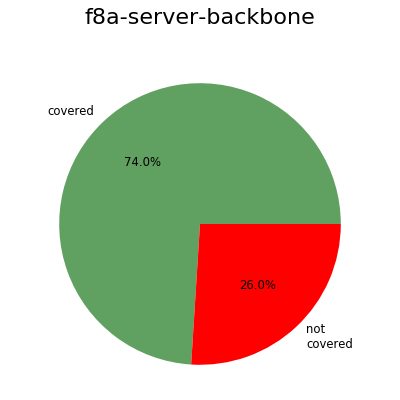 f8a-server-backbone
covered
74.0%
26.0%
not
covered